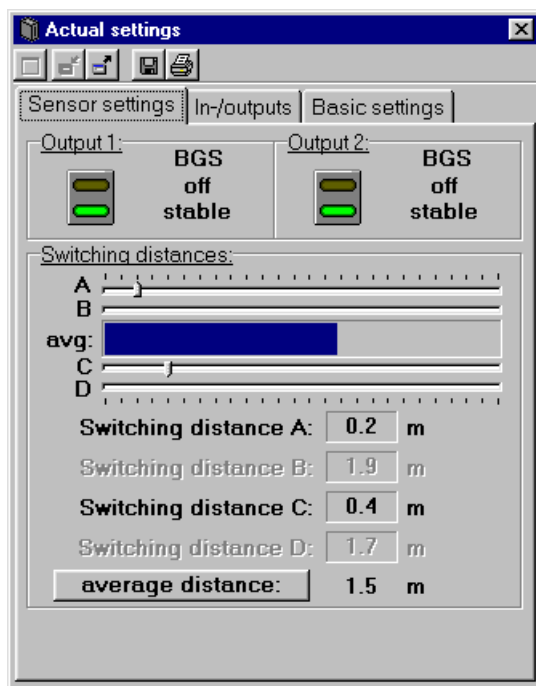 Actual settings
Sensor settings In-/outputs Basic settings
Output 1: Output 2:
BGS BGS
off off
stable stable
Switching distances:
A
B
avg:
C
D
Switching distance A: 0.2 m
Switching distance B: 1.9 m
Switching distance C: 0.4 m
Switching distance D: 1.7 m
average distance: 1.5 m